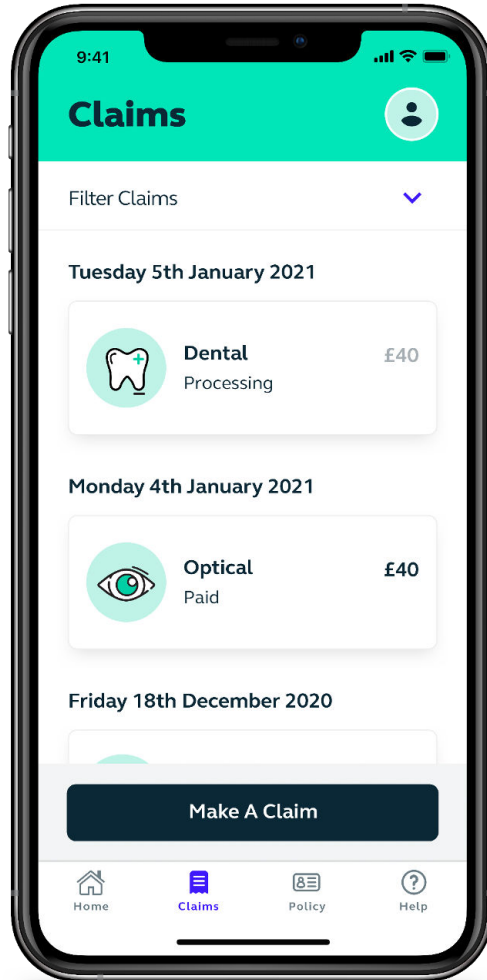 9:41
Claims
Filter Claims
Tuesday 5th January 2021
Dental £40
Processing
Monday 4th January 2021
Optical £40
Paid
Friday 18th December 2020
Make A Claim
Home Claims Policy Help